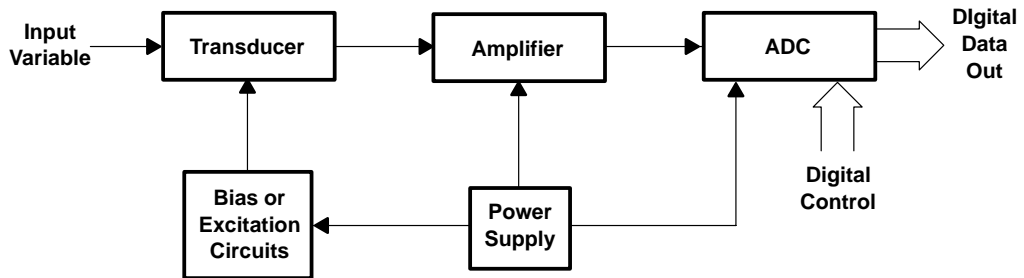 Input
Variable
Transducer
Amplifier
ADC
DIgital
Data
Out
Bias or
Excitation
Circuits
Power
Supply
Digital
Control